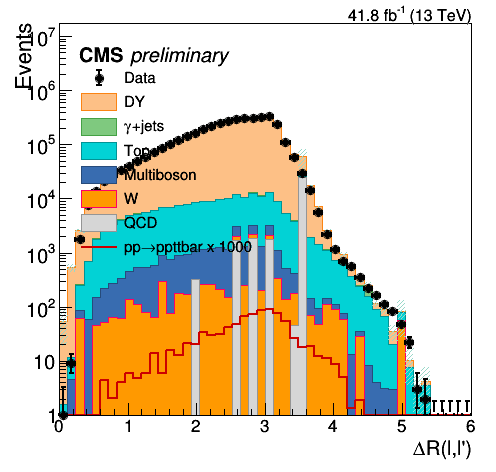 41.8 fb⁻¹ (13 TeV)
Events
CMS preliminary
Data
DY
γ+jets
Top
Multiboson
W
QCD
pp→ppttbar x 1000
10⁷
10⁶
10⁵
10⁴
10³
10²
10
1
0 1 2 3 4 5 6
ΔR(l,l')